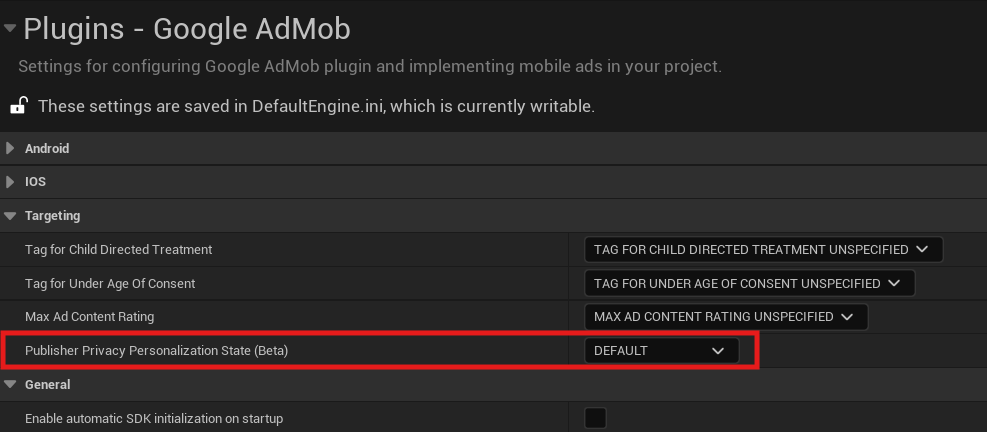 Plugins - Google AdMob
Settings for configuring Google AdMob plugin and implementing mobile ads in your project.
These settings are saved in DefaultEngine.ini, which is currently writable.
Android
IOS
Targeting
Tag for Child Directed Treatment TAG FOR CHILD DIRECTED TREATMENT UNSPECIFIED
Tag for Under Age Of Consent TAG FOR UNDER AGE OF CONSENT UNSPECIFIED
Max Ad Content Rating MAX AD CONTENT RATING UNSPECIFIED
Publisher Privacy Personalization State (Beta) DEFAULT
General
Enable automatic SDK initialization on startup